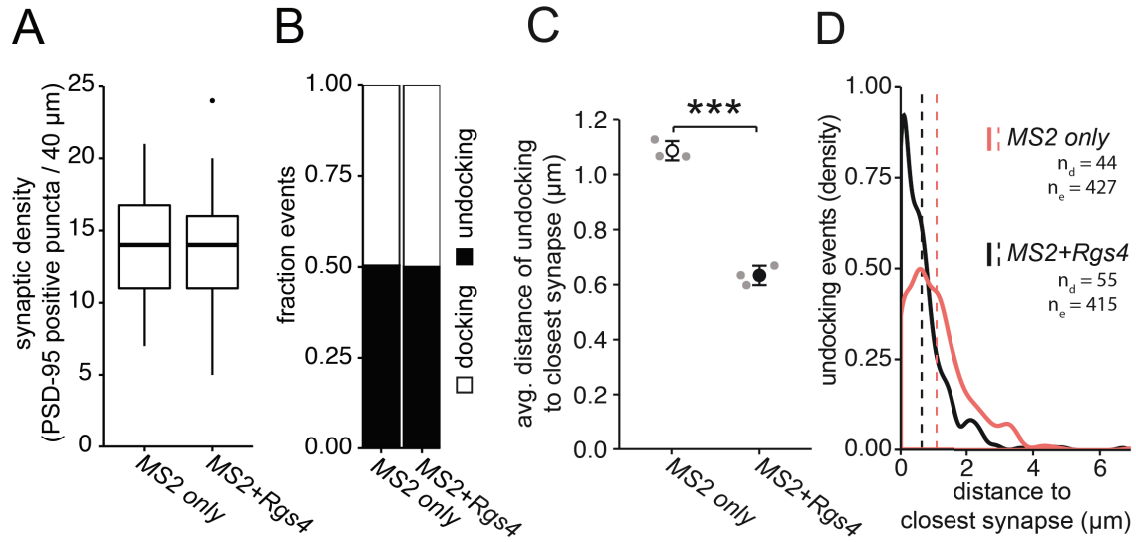 A
synaptic density
(PSD-95 positive puncta / 40 µm)
25
20
15
10
5
0
MS2 only
MS2+Rgs4
B
fraction events
1.00
0.75
0.50
0.25
0.00
MS2 only
MS2+Rgs4
docking
undocking
C
avg. distance of undocking
to closest synapse (µm)
1.2
1.0
0.8
0.6
0.4
0.2
0.0
***
MS2 only
MS2+Rgs4
D
undocking events (density)
1.00
0.75
0.50
0.25
0.00
0 2 4 6
distance to
closest synapse (µm)
MS2 only
nd = 44
ne = 427
MS2+Rgs4
nd = 55
ne = 415